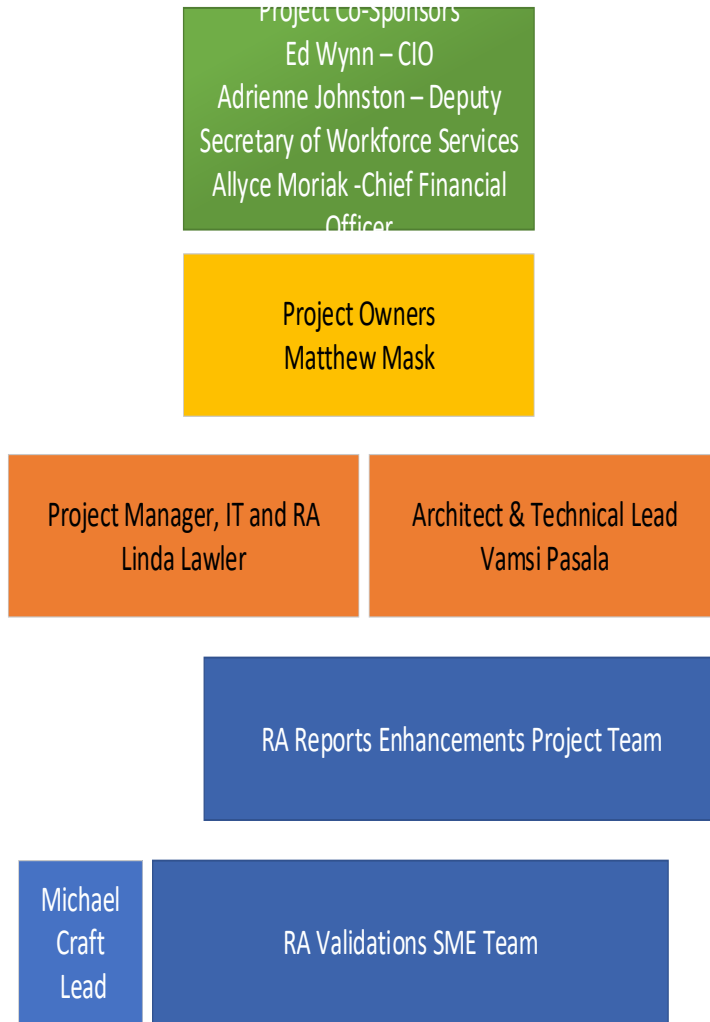 Project Co-Sponsors
Ed Wynn – CIO
Adrienne Johnston – Deputy
Secretary of Workforce Services
Allyce Moriak -Chief Financial
Officer
Project Owners
Matthew Mask
Project Manager, IT and RA
Linda Lawler
Architect & Technical Lead
Vamsi Pasala
RA Reports Enhancements Project Team
Michael
Craft
Lead
RA Validations SME Team